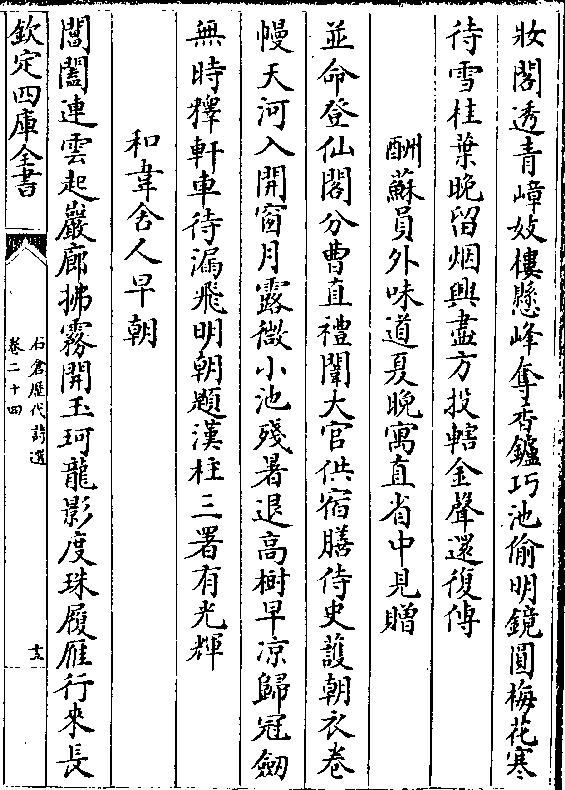 妝閣透青嶂妓樓懸峰奪香鑪巧池偷明鏡圓梅花寒
待雪桂葉晚留烟興盡方投轄金聲還復傳
酬蘇員外味道夏晚寓直省中見贈
並命登仙閣分曹直禮闈大官供宿膳侍史護朝衣卷
幔天河入開窗月露微小池殘暑退高樹早凉歸冠劒
無時釋軒車待漏飛明朝題漢柱三署有光輝
和韋舍人早朝
閶闔連雲起巖廊拂霧開玉珂龍影度珠履雁行來長
欽定四庫全書
石倉歷代詩選
卷二十四